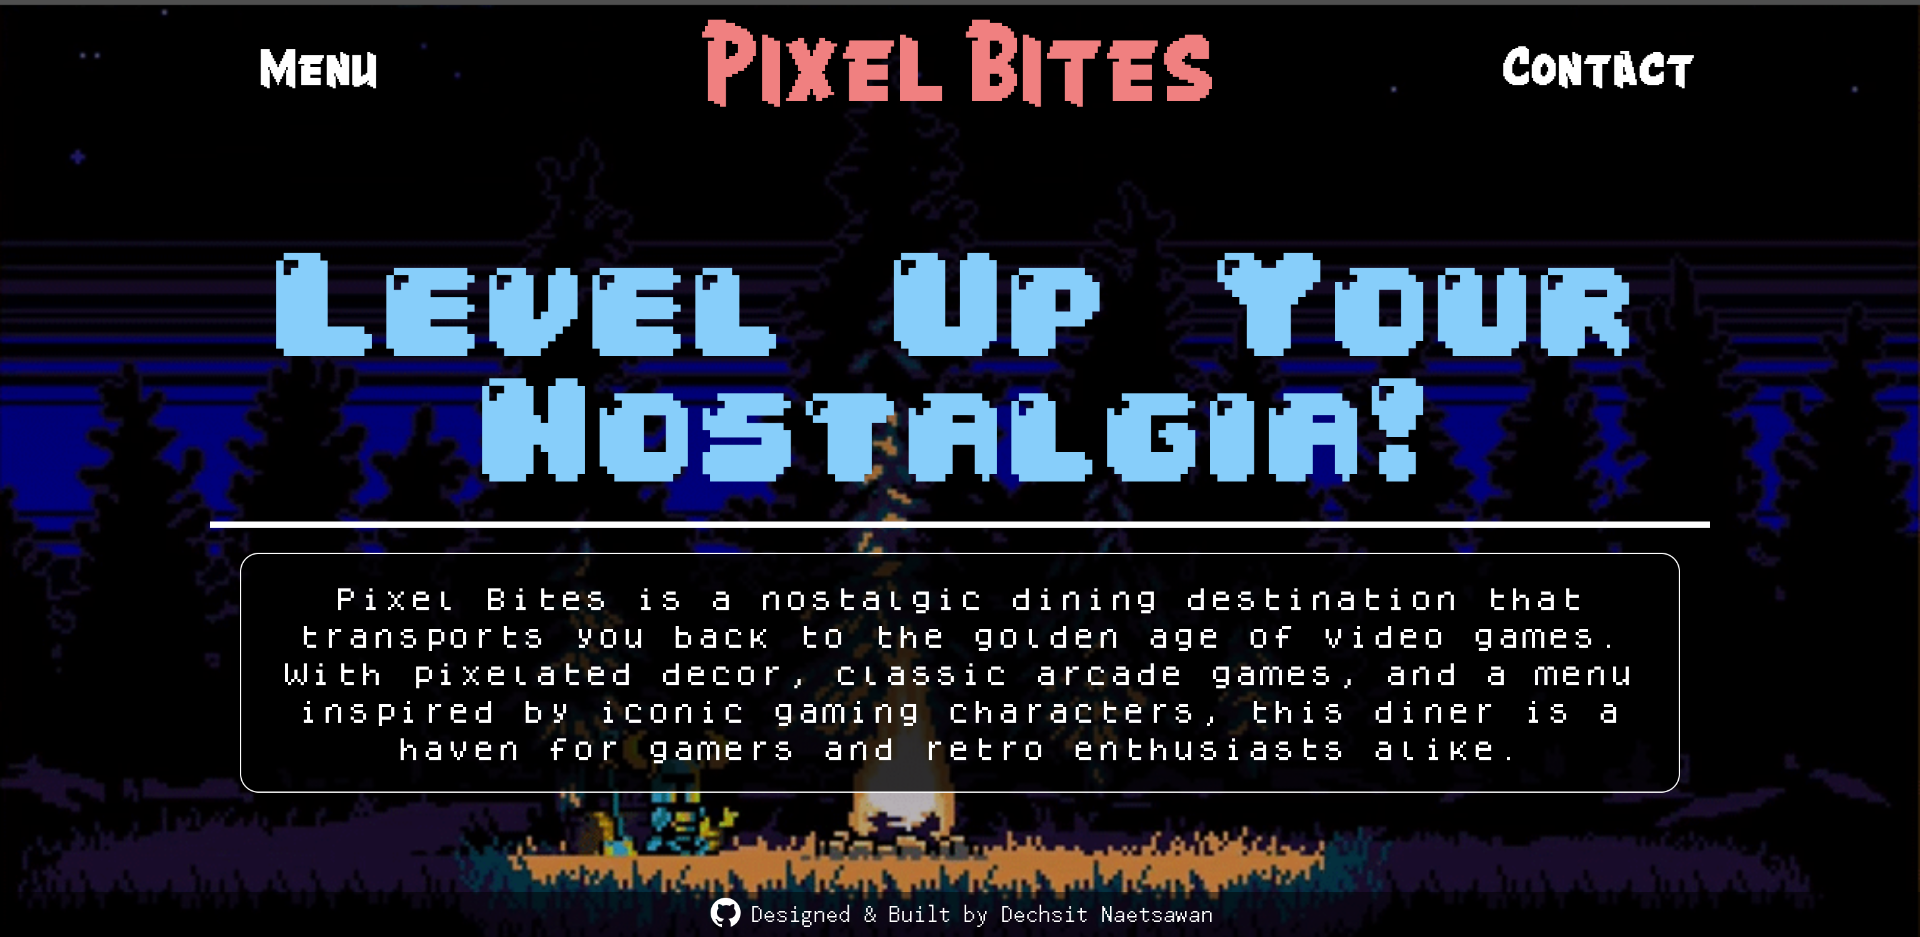 Menu
Pixel Bites
Contact
Level Up Your
Nostalgia!
Pixel Bites is a nostalgic dining destination that
transports you back to the golden age of video games.
With pixelated decor, classic arcade games, and a menu
inspired by iconic gaming characters, this diner is a
haven for gamers and retro enthusiasts alike.
Designed & Built by Dechsit Naetsawan